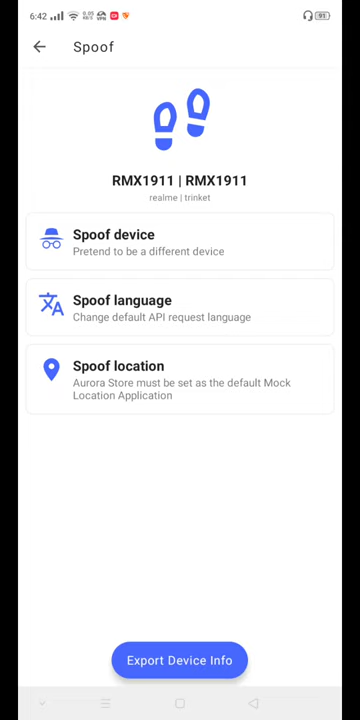 6:42
91
Spoof
RMX1911 | RMX1911
realme | trinket
Spoof device
Pretend to be a different device
Spoof language
Change default API request language
Spoof location
Aurora Store must be set as the default Mock
Location Application
Export Device Info